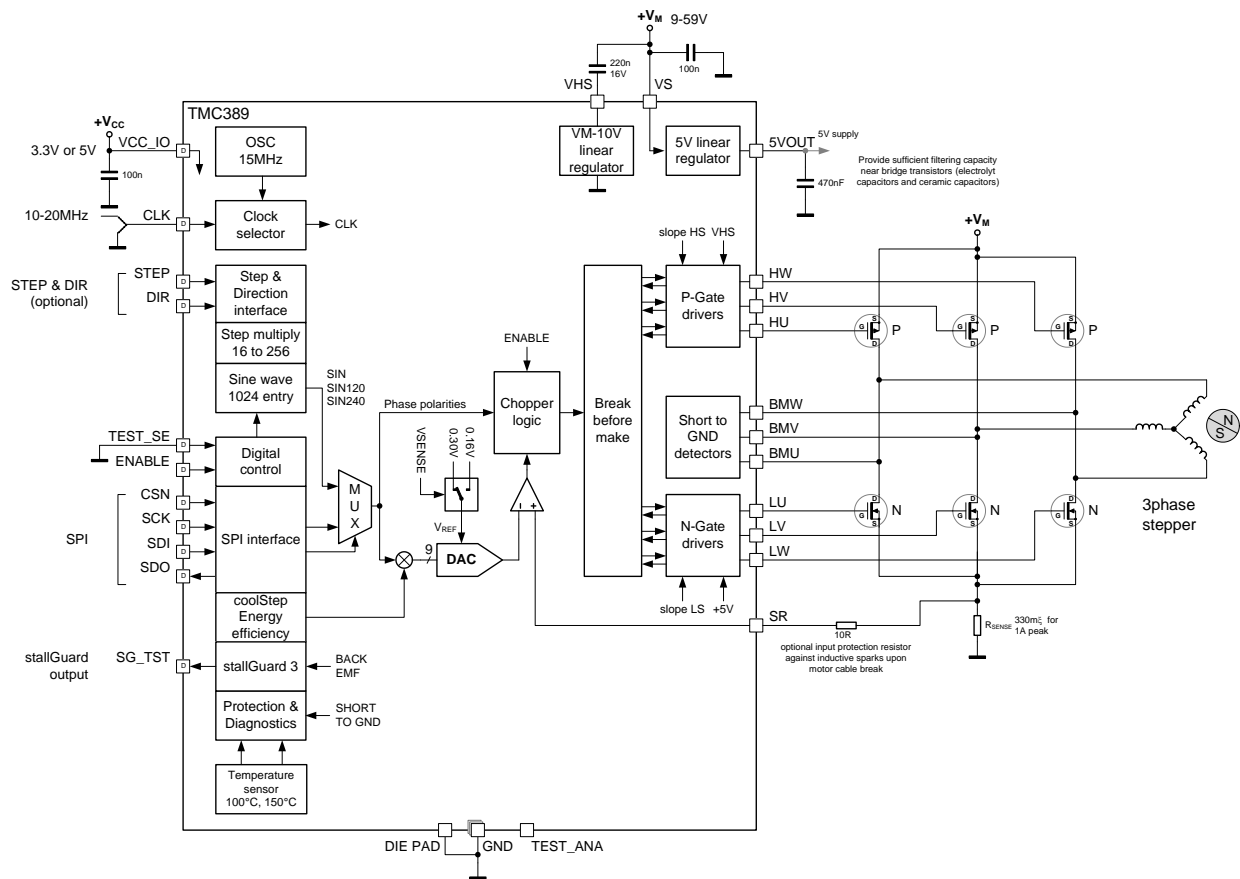 +VM 9-59V
220n
16V
100n
VHS
VS
TMC389
+VCC
3.3V or 5V
VCC_IO
D
100n
OSC
15MHz
VM-10V
linear
regulator
5V linear
regulator
5VOUT
5V supply
470nF
Provide sufficient filtering capacity
near bridge transistors (electrolyt
capacitors and ceramic capacitors)
10-20MHz
CLK
D
Clock
selector
CLK
+VM
slope HS
VHS
STEP & DIR
(optional)
STEP
D
DIR
D
Step &
Direction
interface
Step multiply
16 to 256
Sine wave
1024 entry
SIN
SIN120
SIN240
P-Gate
drivers
HW
HV
HU
G
S
D
P
G
S
D
P
G
S
D
P
ENABLE
Phase polarities
Chopper
logic
Break
before
make
Short to
GND
detectors
BMW
BMV
BMU
N
S
TEST_SE
D
ENABLE
D
Digital
control
M
U
X
VSENSE
0.30V
0.16V
VREF
SPI
CSN
D
SCK
D
SDI
D
SDO
D
SPI interface
9
DAC
−
+
N-Gate
drivers
LU
LV
LW
G
D
S
N
G
D
S
N
G
D
S
N
3phase
stepper
slope LS
+5V
coolStep
Energy
efficiency
SR
10R
optional input protection resistor
against inductive sparks upon
motor cable break
RSENSE 330mξ for
1A peak
stallGuard
output
SG_TST
D
stallGuard 3
BACK
EMF
Protection &
Diagnostics
SHORT
TO GND
Temperature
sensor
100°C, 150°C
DIE PAD
GND
TEST_ANA